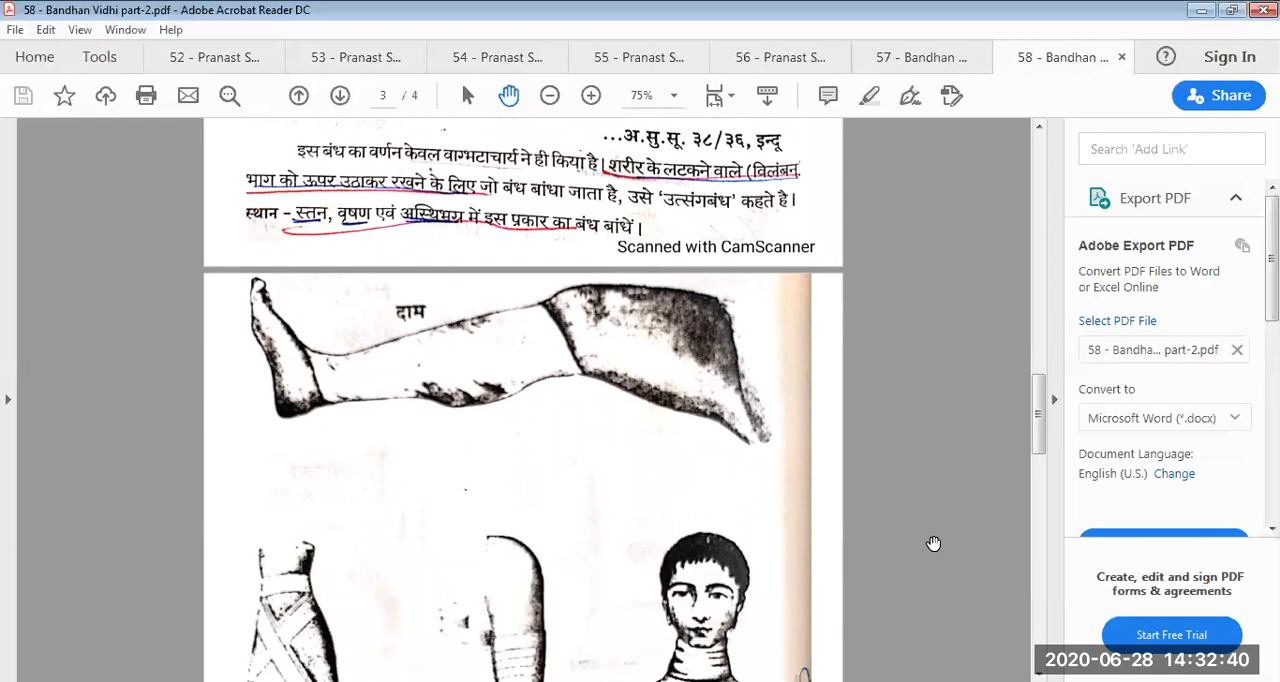 58 - Bandhan Vidhi part-2.pdf - Adobe Acrobat Reader DC
File Edit View Window Help
Home Tools 52 - Pranast S... 53 - Pranast S... 54 - Pranast S... 55 - Pranast S... 56 - Pranast S... 57 - Bandhan ... 58 - Bandhan ... × Sign In
3 / 4 75% Share
...अ.सु.सू. ३८/३६, इन्दू
इस बंध का वर्णन केवल वाग्भटाचार्य ने ही किया है। शरीर के लटकने वाले (विलंबन
भाग को ऊपर उठाकर रखने के लिए जो बंध बांधा जाता है, उसे 'उत्संगबंध' कहते है।
स्थान - स्तन, वृषण एवं अस्थिभग्न में इस प्रकार का बंध बांधें।
Scanned with CamScanner
दाम
Search 'Add Link'
Export PDF
Adobe Export PDF
Convert PDF Files to Word
or Excel Online
Select PDF File
58 - Bandha... part-2.pdf
Convert to
Microsoft Word (*.docx)
Document Language:
English (U.S.) Change
Create, edit and sign PDF
forms & agreements
Start Free Trial
2020-06-28 14:32:40